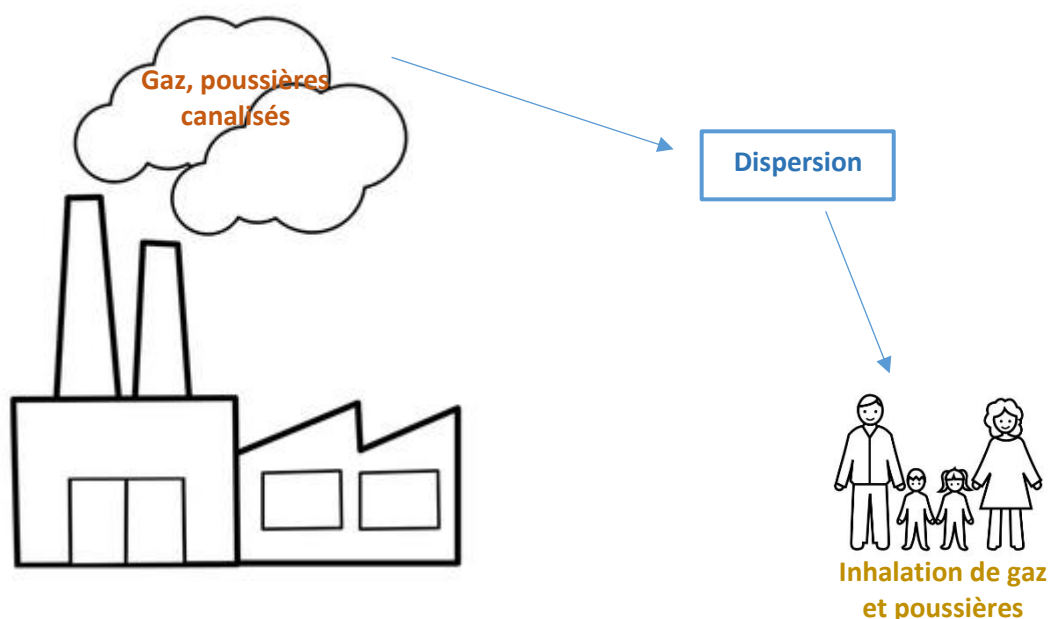 Gaz, poussières
canalisés
Dispersion
Inhalation de gaz
et poussières